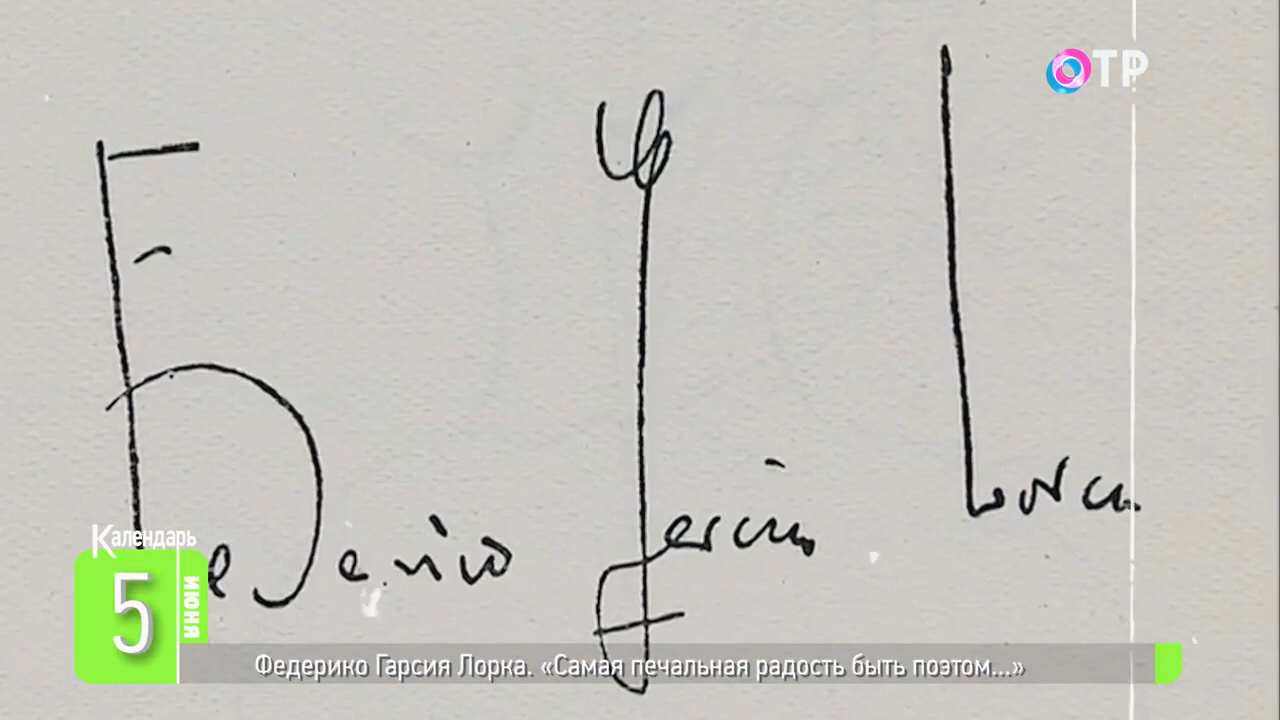 ОТР
Federico García Lorca
Календарь
5 июня
Федерико Гарсия Лорка. «Самая печальная радость быть поэтом...»